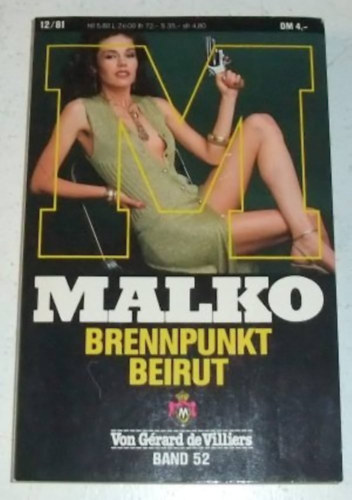 12/81 DM 4,-
M
MALKO
BRENNPUNKT
BEIRUT
M
Von Gérard de Villiers
BAND 52